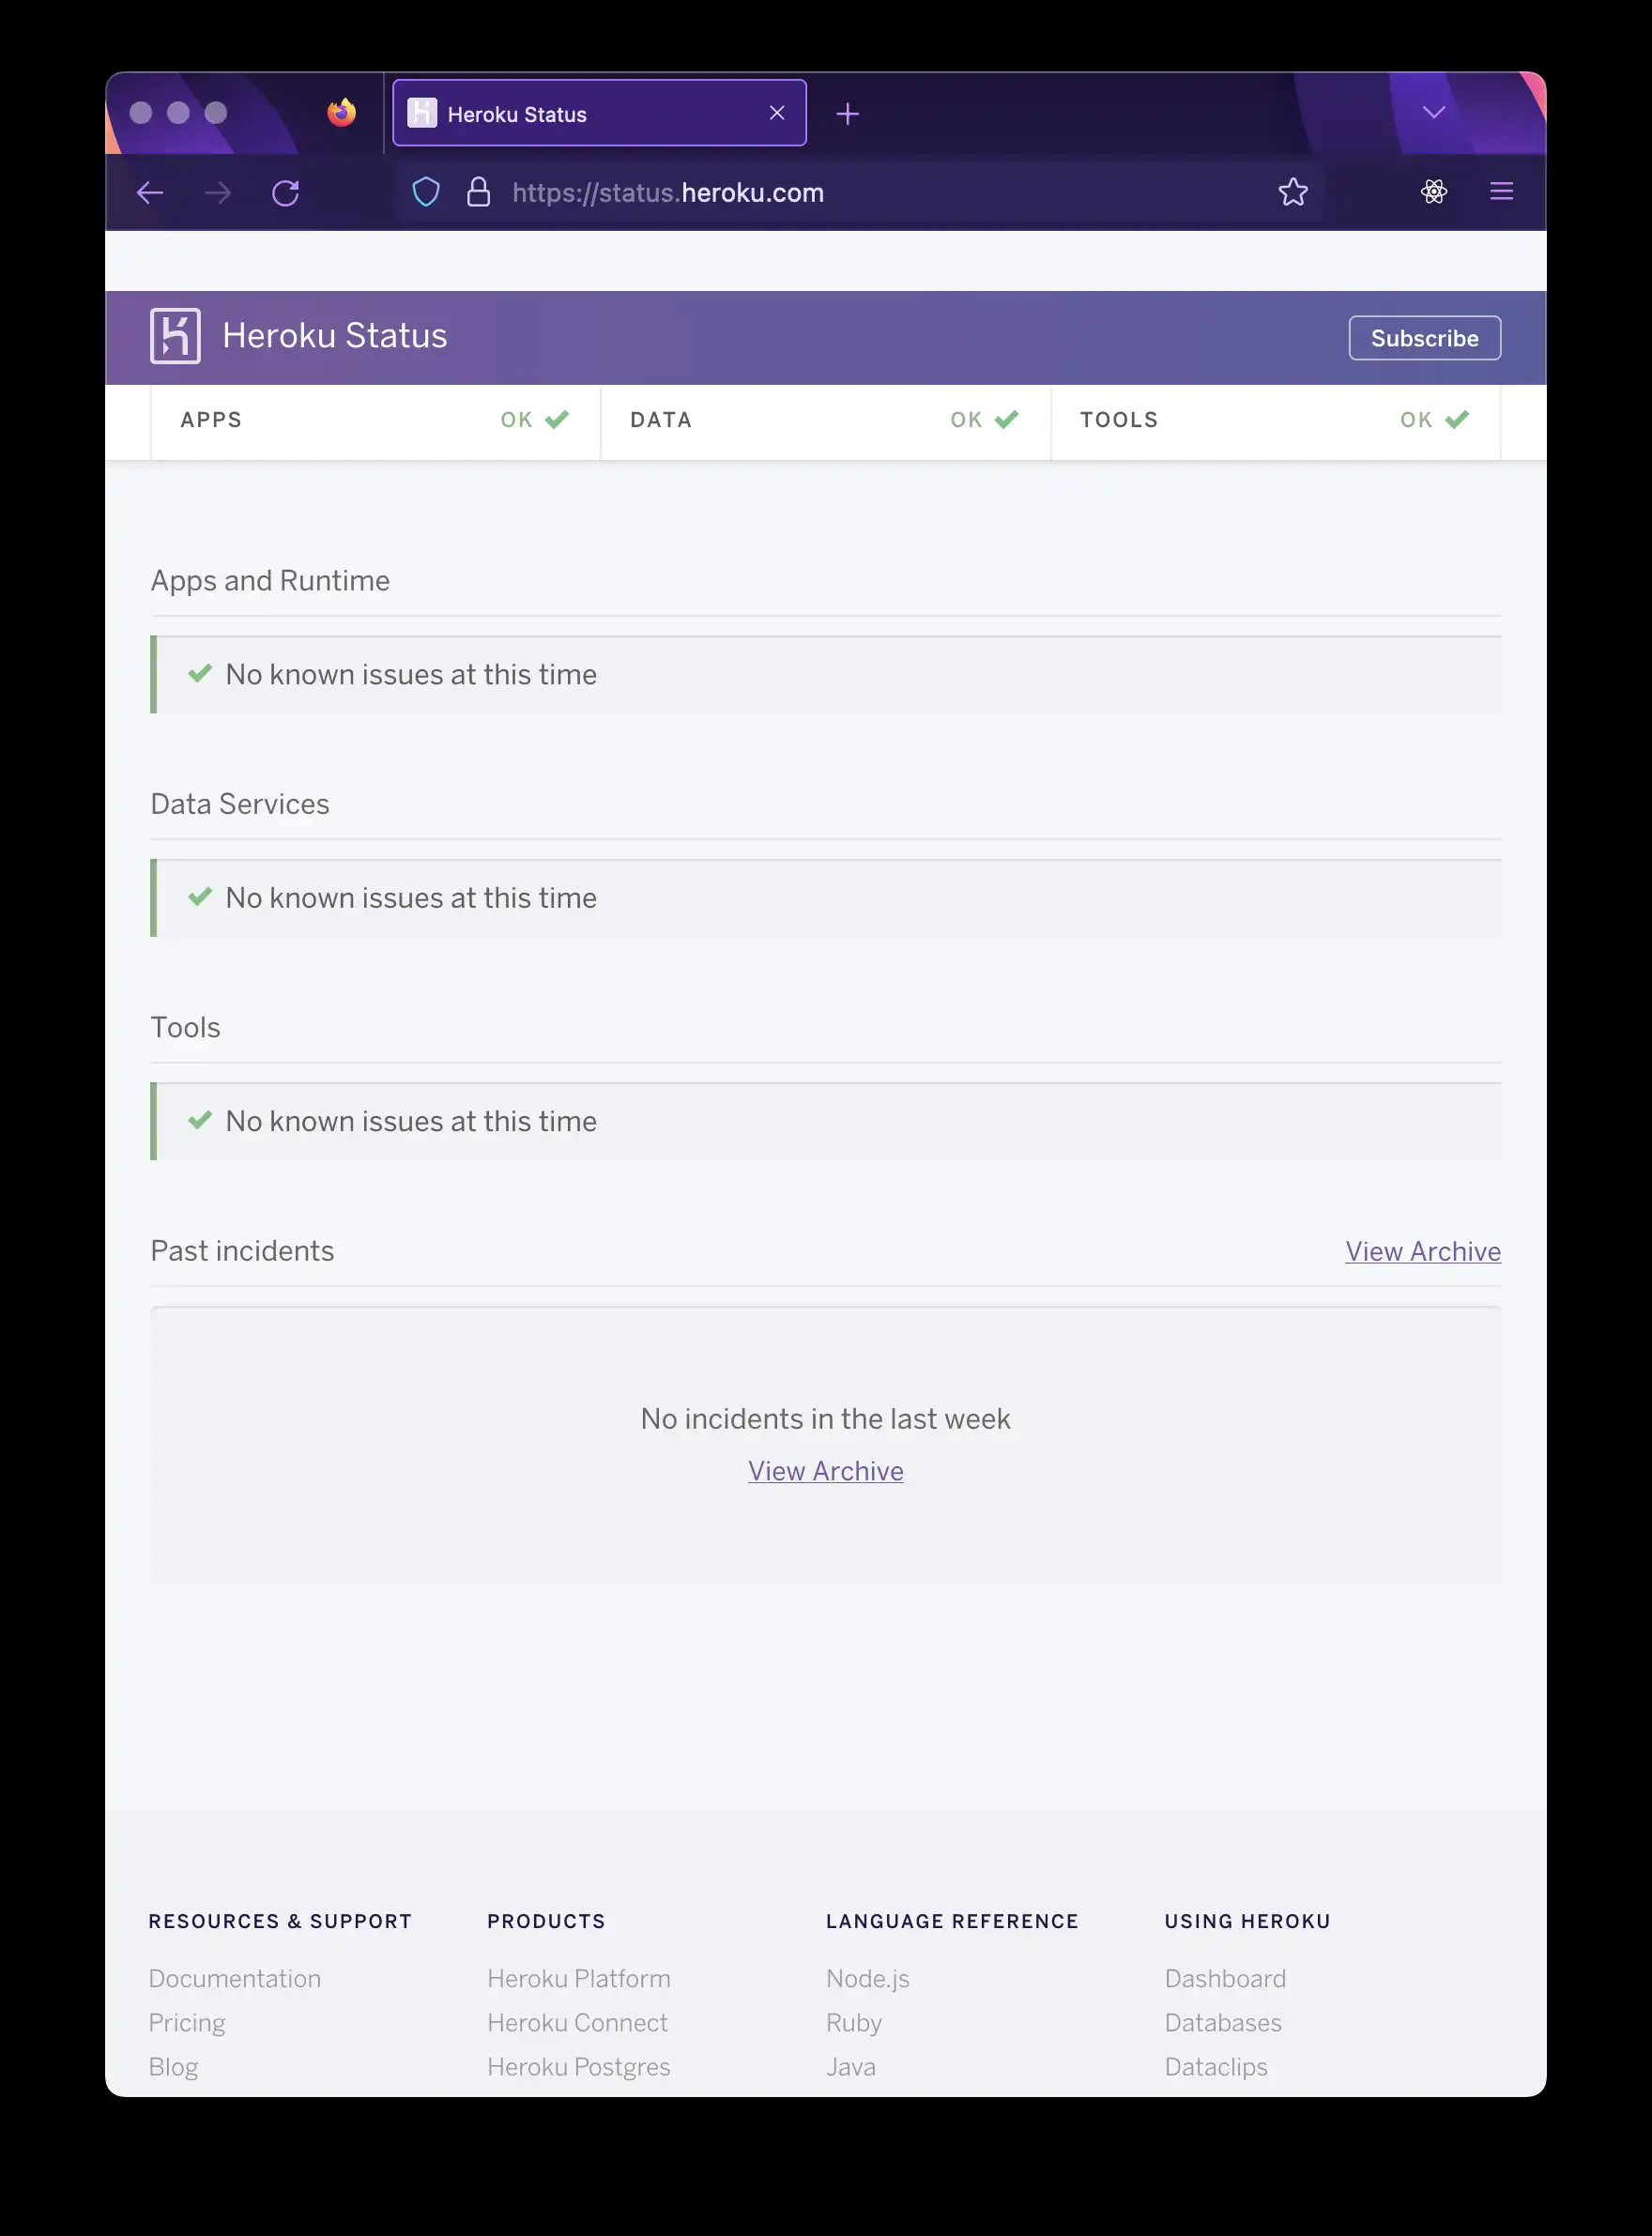 Heroku Status
https://status.heroku.com
Heroku Status
Subscribe
APPS OK DATA OK TOOLS OK
Apps and Runtime
No known issues at this time
Data Services
No known issues at this time
Tools
No known issues at this time
Past incidents View Archive
No incidents in the last week
View Archive
RESOURCES & SUPPORT PRODUCTS LANGUAGE REFERENCE USING HEROKU
Documentation Heroku Platform Node.js Dashboard
Pricing Heroku Connect Ruby Databases
Blog Heroku Postgres Java Dataclips